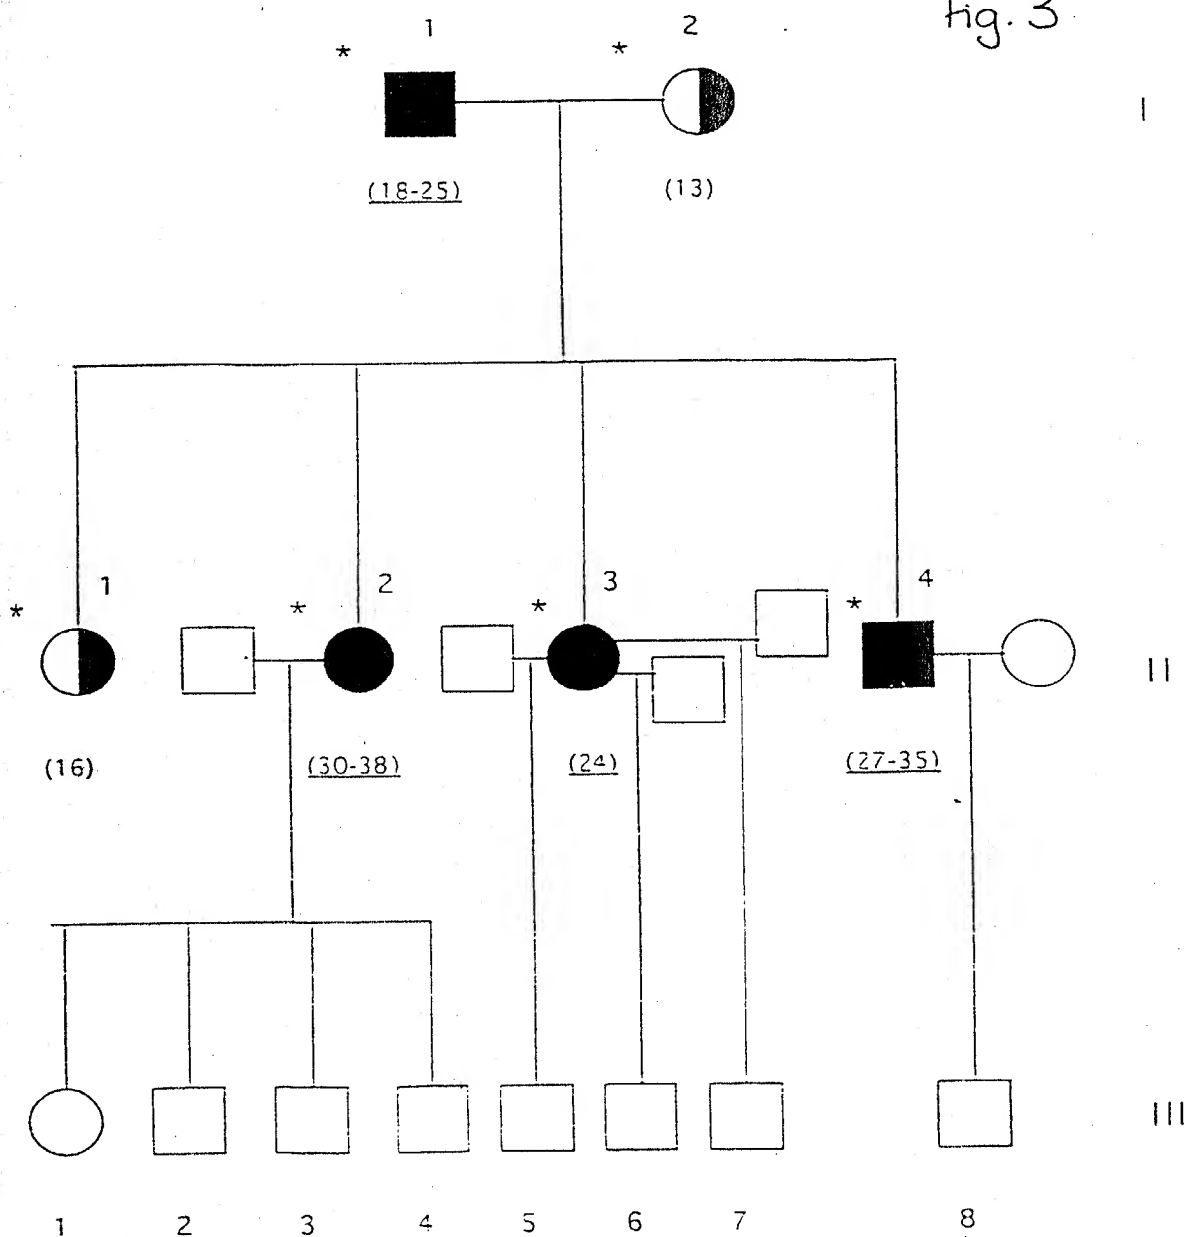 Fig. 3
1 2
* *
I
(18-25) (13)
1 2 3 4
* * * *
II
(16) (30-38) (24) (27-35)
III
1 2 3 4 5 6 7 8